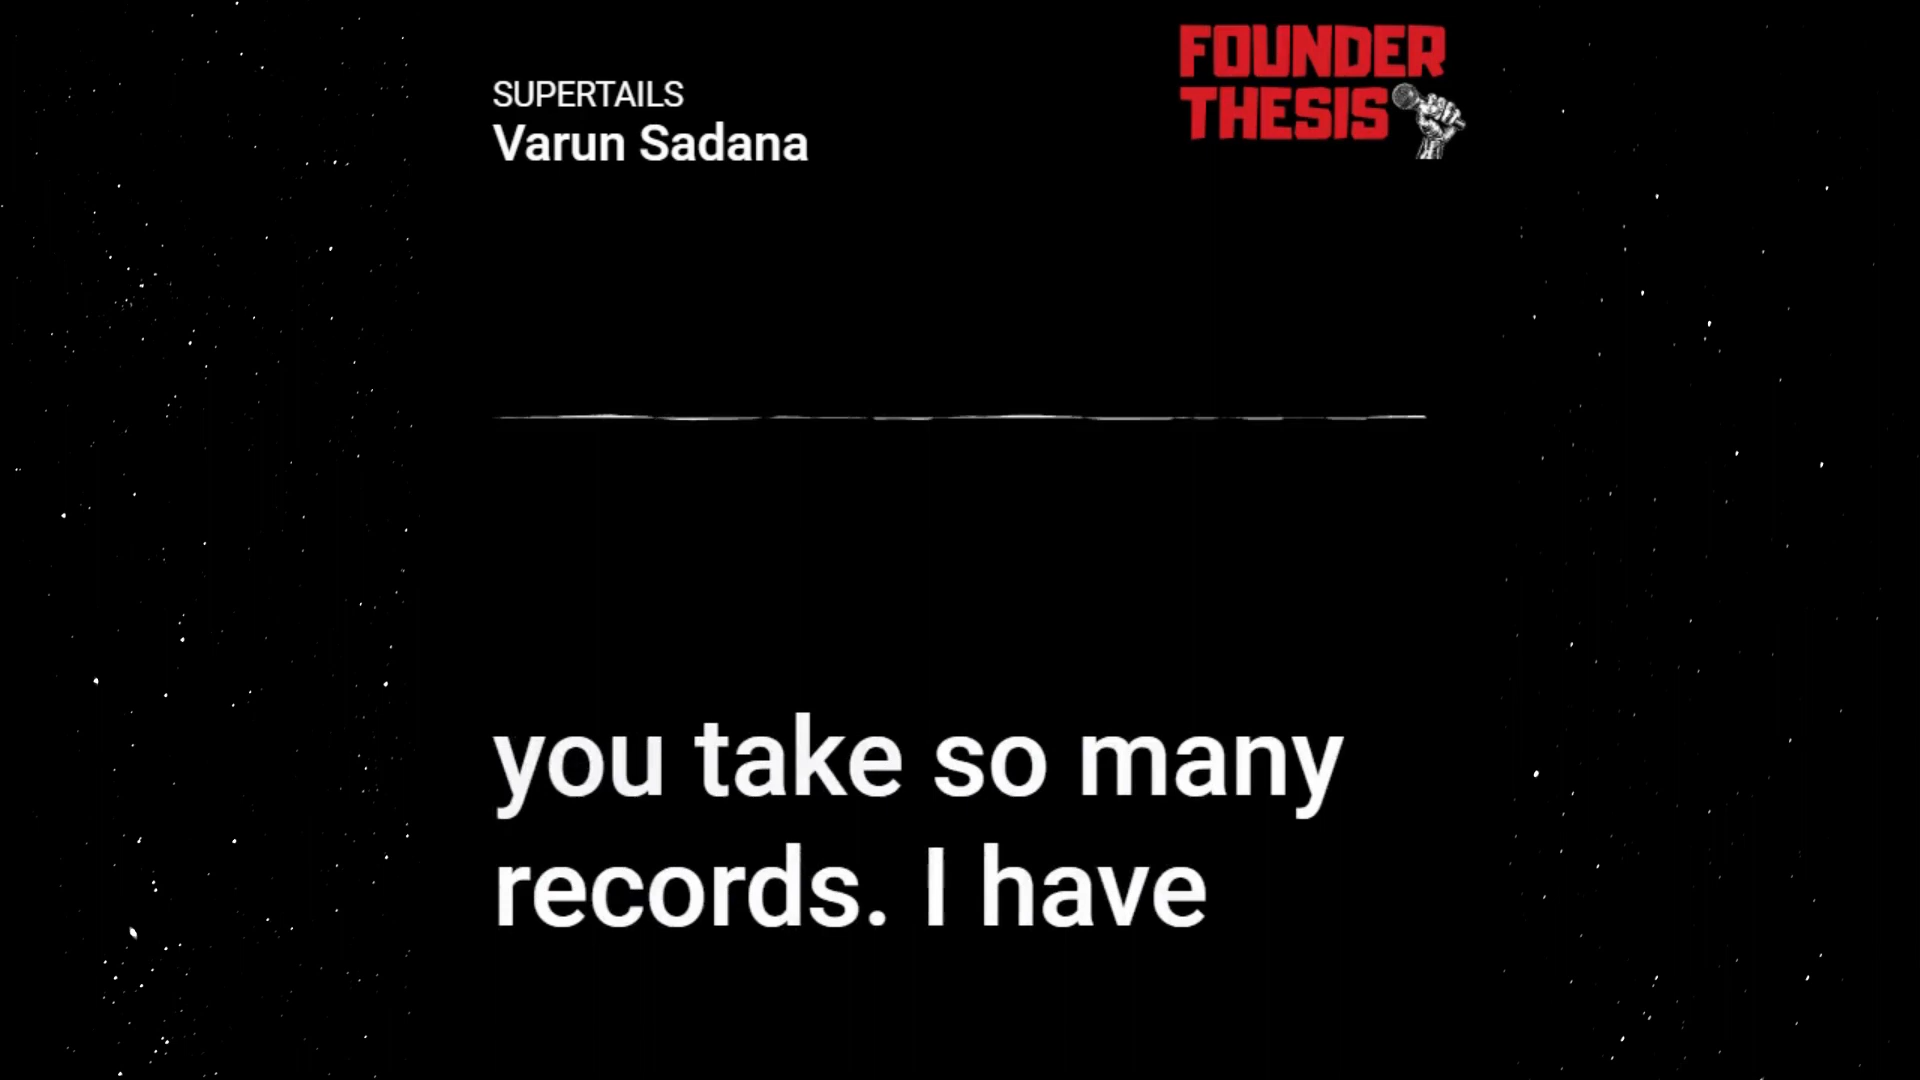 SUPERTAILS
Varun Sadana
FOUNDER
THESIS
you take so many
records. I have